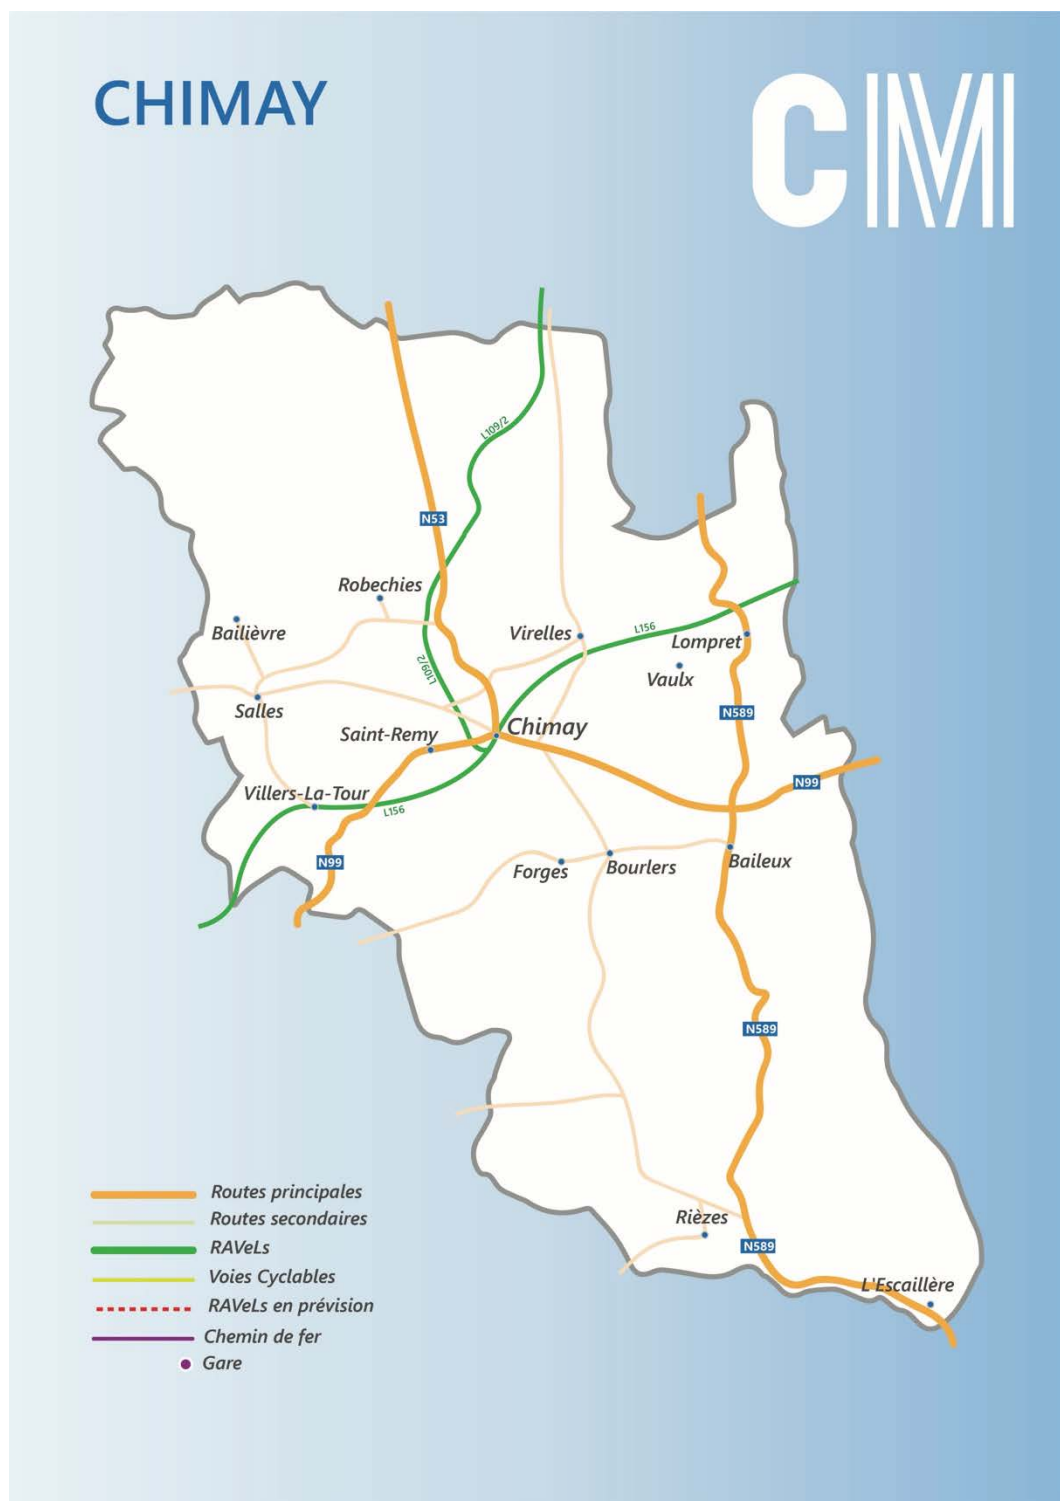 CHIMAY
CM
L109/2
N53
Robechies
Bailièvre
Virelles
L156
Lompret
L109/2
Vaulx
Salles
N589
Saint-Remy
Chimay
Villers-La-Tour
N99
L156
N99
Forges
Bourlers
Baileux
N589
Routes principales
Routes secondaires
Rièzes
RAVeLs
N589
Voies Cyclables
L'Escaillère
RAVeLs en prévision
Chemin de fer
Gare